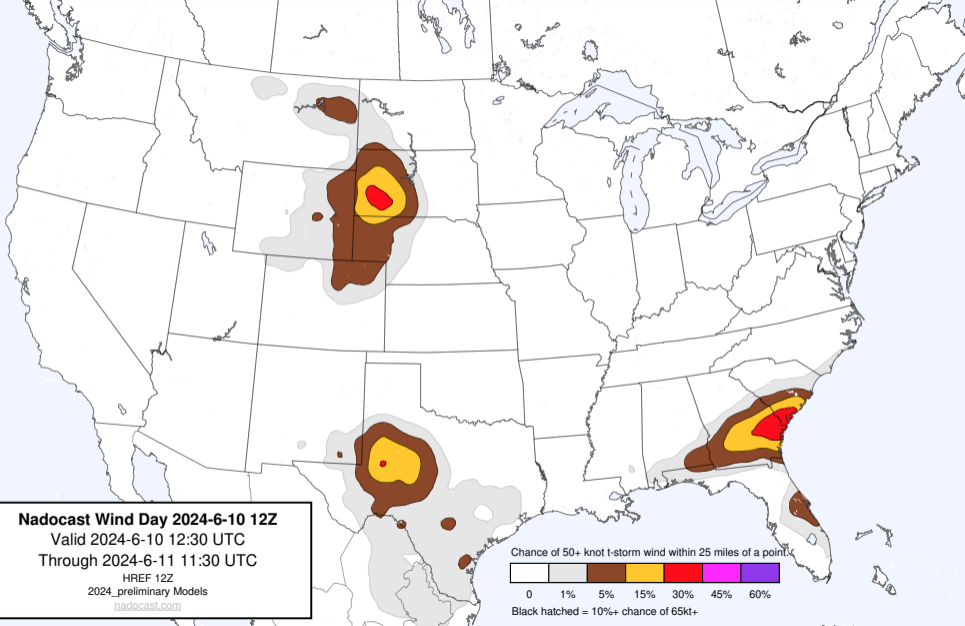 Nadocast Wind Day 2024-6-10 12Z
Valid 2024-6-10 12:30 UTC
Through 2024-6-11 11:30 UTC
HREF 12Z
2024_preliminary Models
nadocast.com
Chance of 50+ knot t-storm wind within 25 miles of a point.
0 1% 5% 15% 30% 45% 60%
Black hatched = 10%+ chance of 65kt+